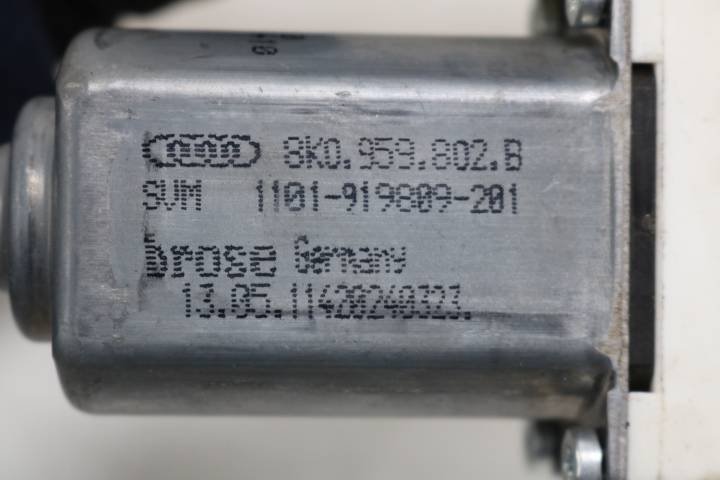 8K0.959.802.B
SVM 1101-919809-201
brose Germany
13.05.11420240323.